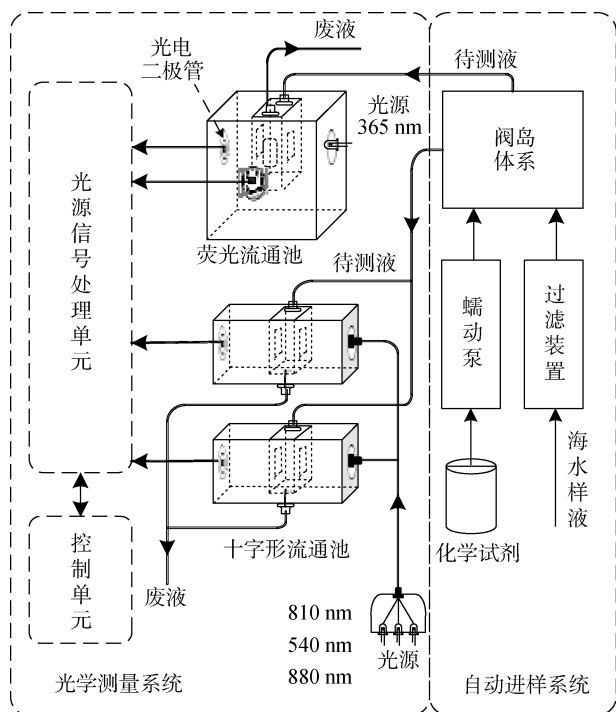 废液
光电
二极管
待测液
光源
365 nm
阀岛
体系
光源信号处理单元
荧光流通池
待测液
蠕动泵
过滤装置
海水样液
化学试剂
控制单元
十字形流通池
废液
810 nm
540 nm
880 nm
光源
光学测量系统
自动进样系统